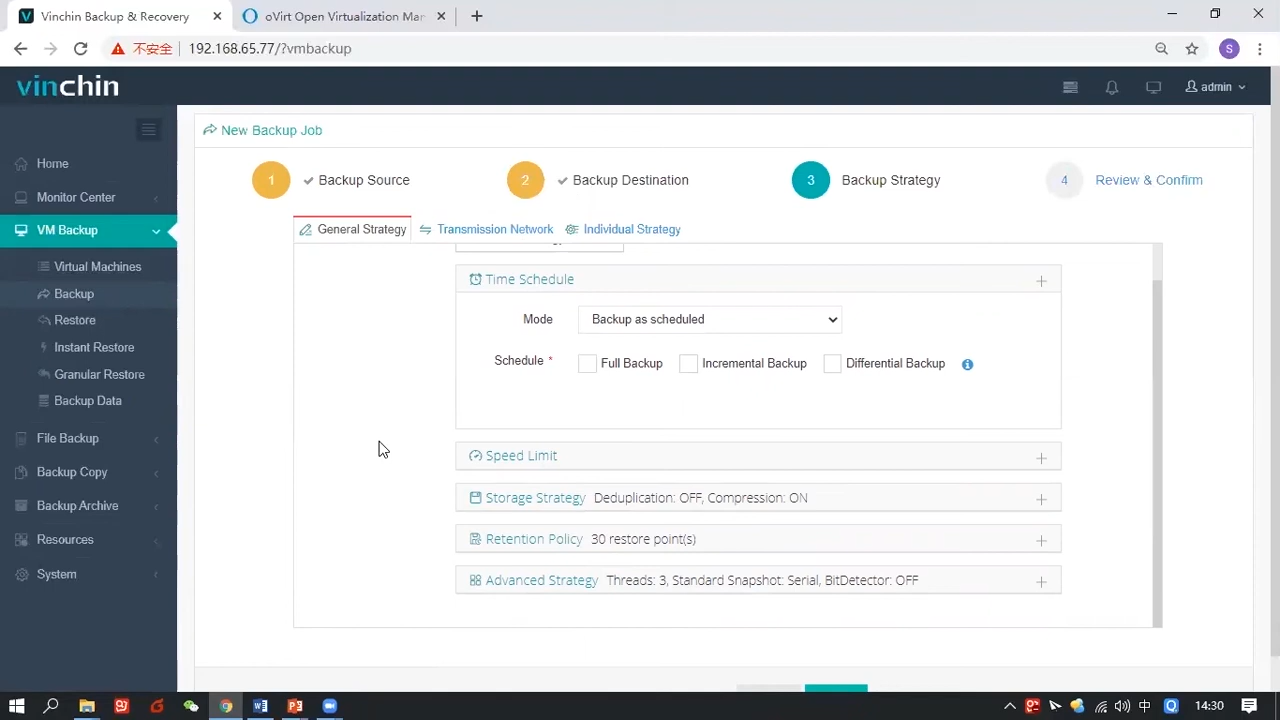 Vinchin Backup & Recovery
oVirt Open Virtualization Mar
不安全 192.168.65.77/?vmbackup
S
vinchin
admin
Home
Monitor Center
VM Backup
Virtual Machines
Backup
Restore
Instant Restore
Granular Restore
Backup Data
File Backup
Backup Copy
Backup Archive
Resources
System
New Backup Job
1 Backup Source
2 Backup Destination
3 Backup Strategy
4 Review & Confirm
General Strategy
Transmission Network
Individual Strategy
Time Schedule
Mode Backup as scheduled
Schedule * Full Backup Incremental Backup Differential Backup
Speed Limit
Storage Strategy Deduplication: OFF, Compression: ON
Retention Policy 30 restore point(s)
Advanced Strategy Threads: 3, Standard Snapshot: Serial, BitDetector: OFF
中 14:30